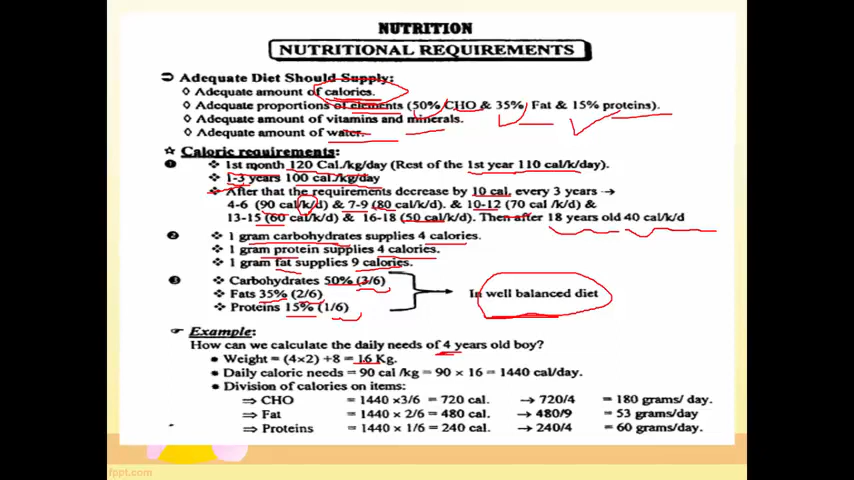 NUTRITION
NUTRITIONAL REQUIREMENTS
➲ Adequate Diet Should Supply:
◊ Adequate amount of calories.
◊ Adequate proportions of elements (50% CHO & 35% Fat & 15% proteins).
◊ Adequate amount of vitamins and minerals.
◊ Adequate amount of water.
☆ Caloric requirements:
❶ ❖ 1st month 120 Cal./kg/day (Rest of the 1st year 110 cal/k/day).
❖ 1-3 years 100 cal./kg/day
❖ After that the requirements decrease by 10 cal. every 3 years →
4-6 (90 cal/k/d) & 7-9 (80 cal/k/d) & 10-12 (70 cal /k/d) &
13-15 (60 cal/k/d) & 16-18 (50 cal/k/d). Then after 18 years old 40 cal/k/d
❷ ❖ 1 gram carbohydrates supplies 4 calories.
❖ 1 gram protein supplies 4 calories.
❖ 1 gram fat supplies 9 calories.
❸ ❖ Carbohydrates 50% (3/6)
❖ Fats 35% (2/6) In well balanced diet
❖ Proteins 15% (1/6)
☞ Example:
How can we calculate the daily needs of 4 years old boy?
• Weight = (4×2) +8 = 16 Kg.
• Daily caloric needs = 90 cal /kg = 90 × 16 = 1440 cal/day.
• Division of calories on items:
⇒ CHO = 1440 ×3/6 = 720 cal. → 720/4 = 180 grams/ day.
⇒ Fat = 1440 × 2/6 = 480 cal. → 480/9 = 53 grams/day
⇒ Proteins = 1440 × 1/6 = 240 cal. → 240/4 = 60 grams/day.
fppt.com